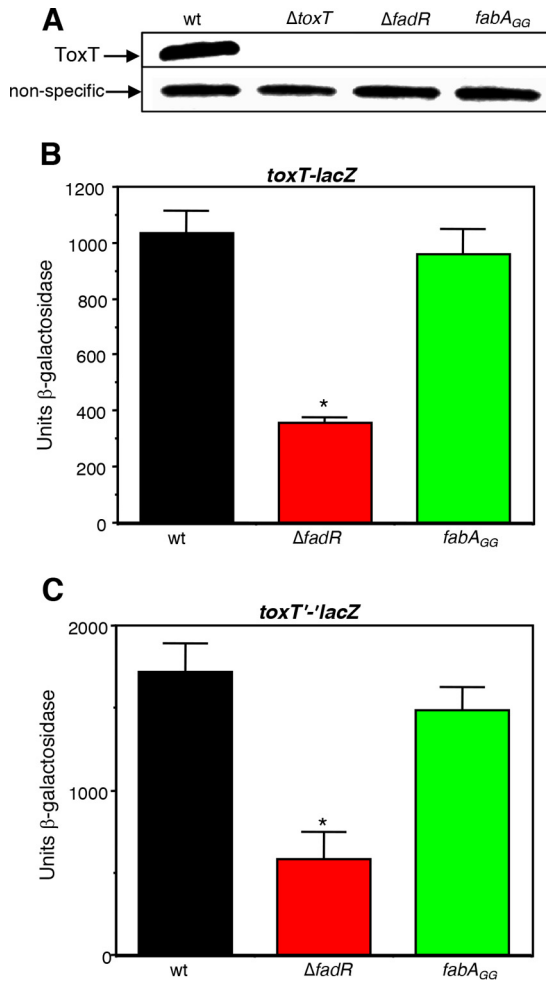 A
wt ΔtoxT ΔfadR fabAGG
ToxT
non-specific
B
toxT-lacZ
1200
1000
800
600
400
200
0
Units β-galactosidase
*
wt ΔfadR fabAGG
C
toxT'-'lacZ
2000
1000
0
Units β-galactosidase
*
wt ΔfadR fabAGG